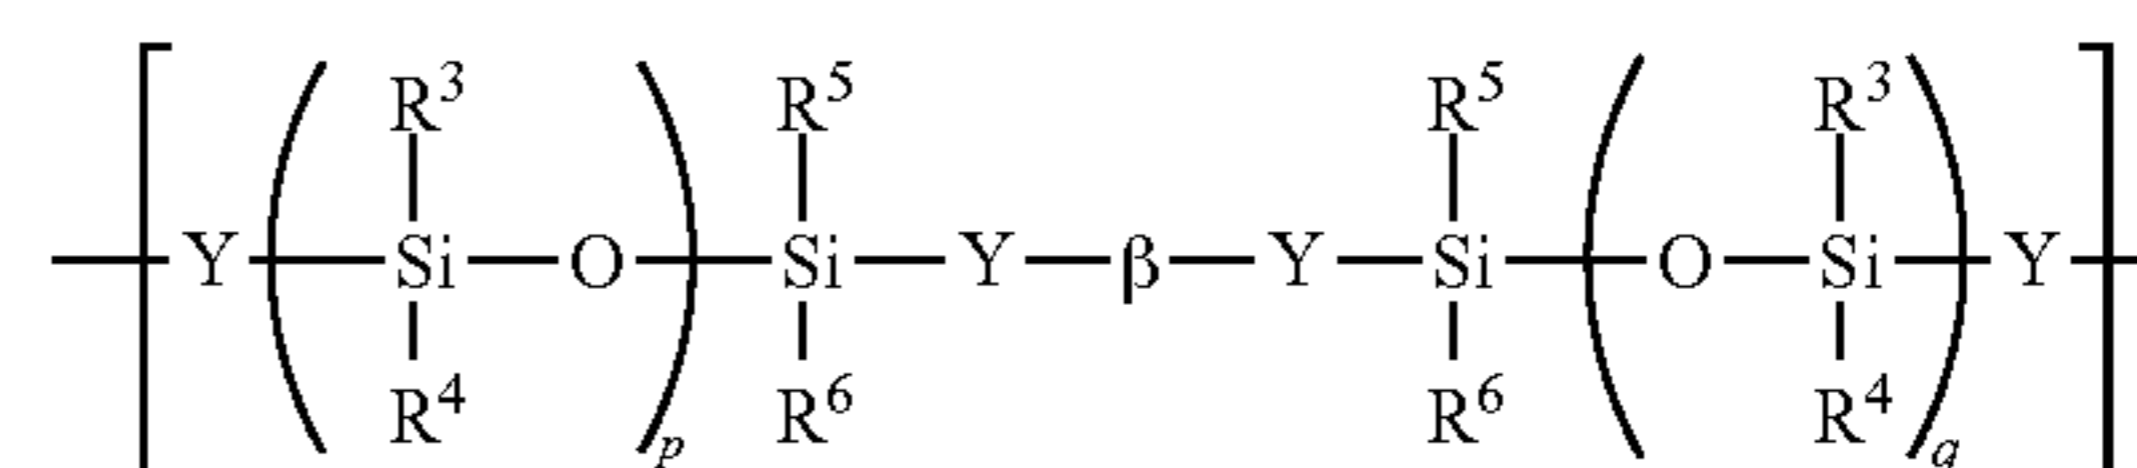 R³ R⁵ R⁵ R³
Y Si O Si Y β Y Si O Si Y
R⁴ p R⁶ R⁶ R⁴ q